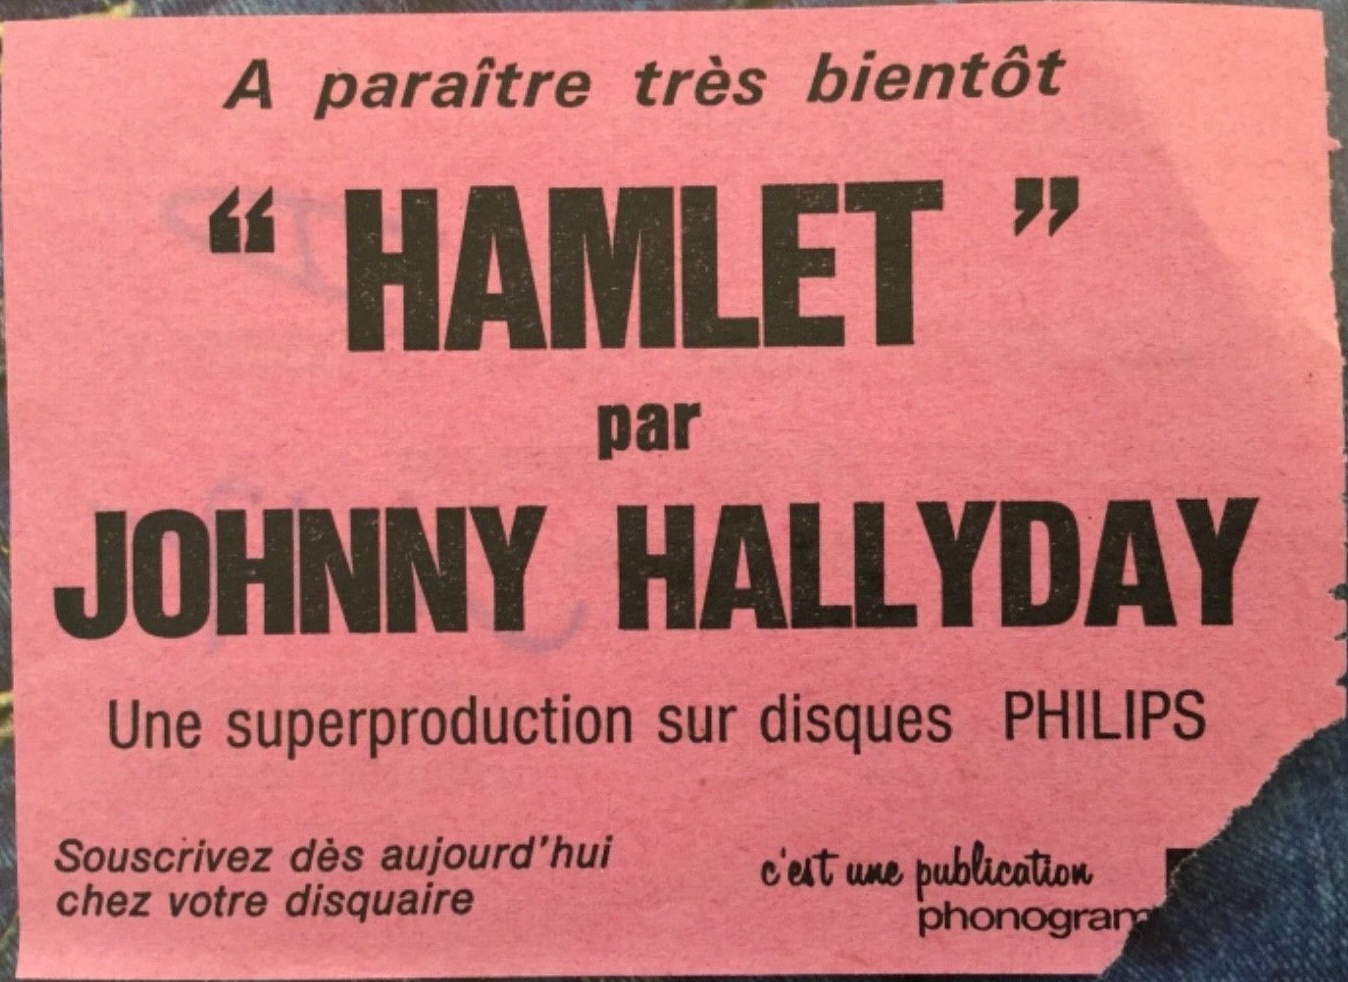 A paraître très bientôt
“ HAMLET ”
par
JOHNNY HALLYDAY
Une superproduction sur disques PHILIPS
Souscrivez dès aujourd'hui
chez votre disquaire
c'est une publication
phonogram